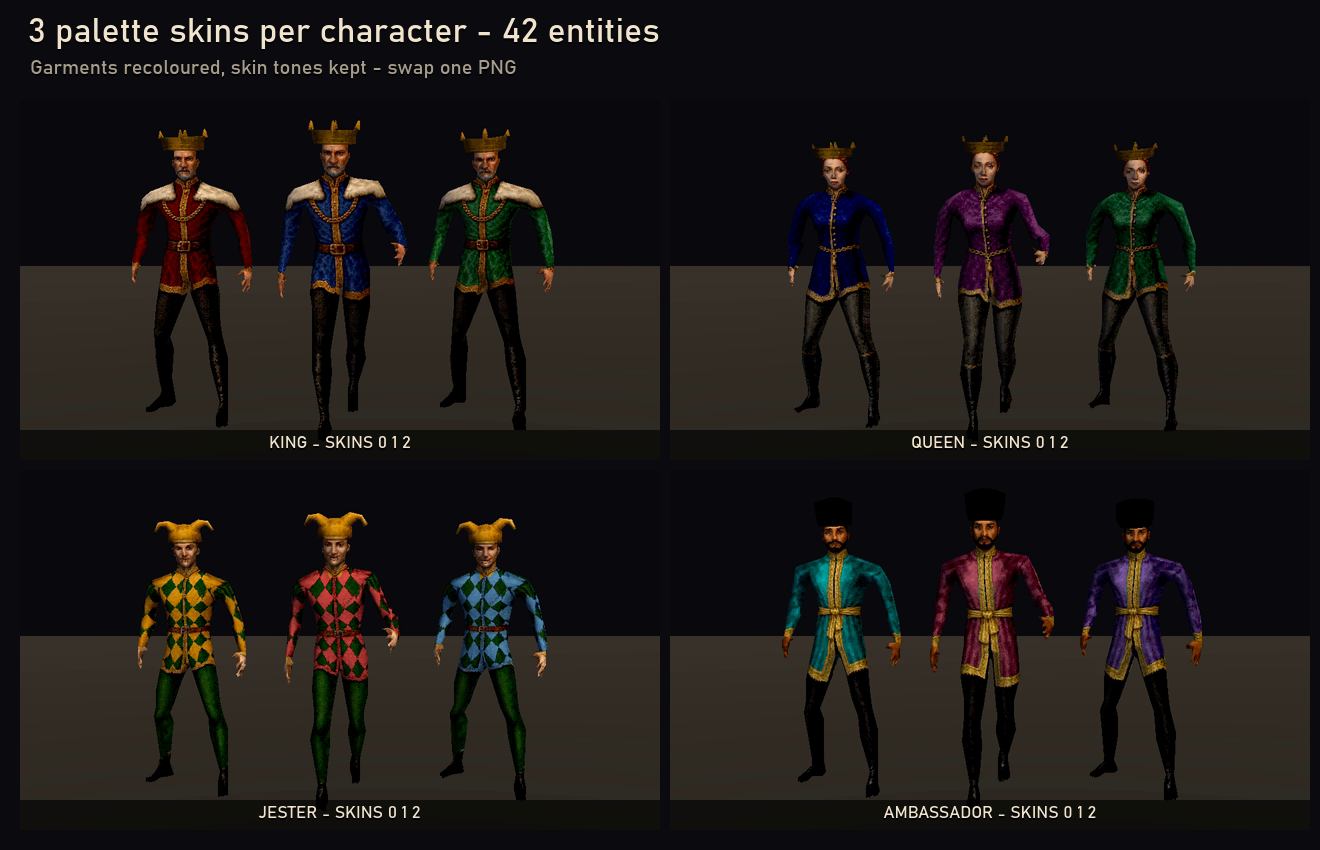 3 palette skins per character - 42 entities
Garments recoloured, skin tones kept - swap one PNG
KING - SKINS 0 1 2
QUEEN - SKINS 0 1 2
JESTER - SKINS 0 1 2
AMBASSADOR - SKINS 0 1 2